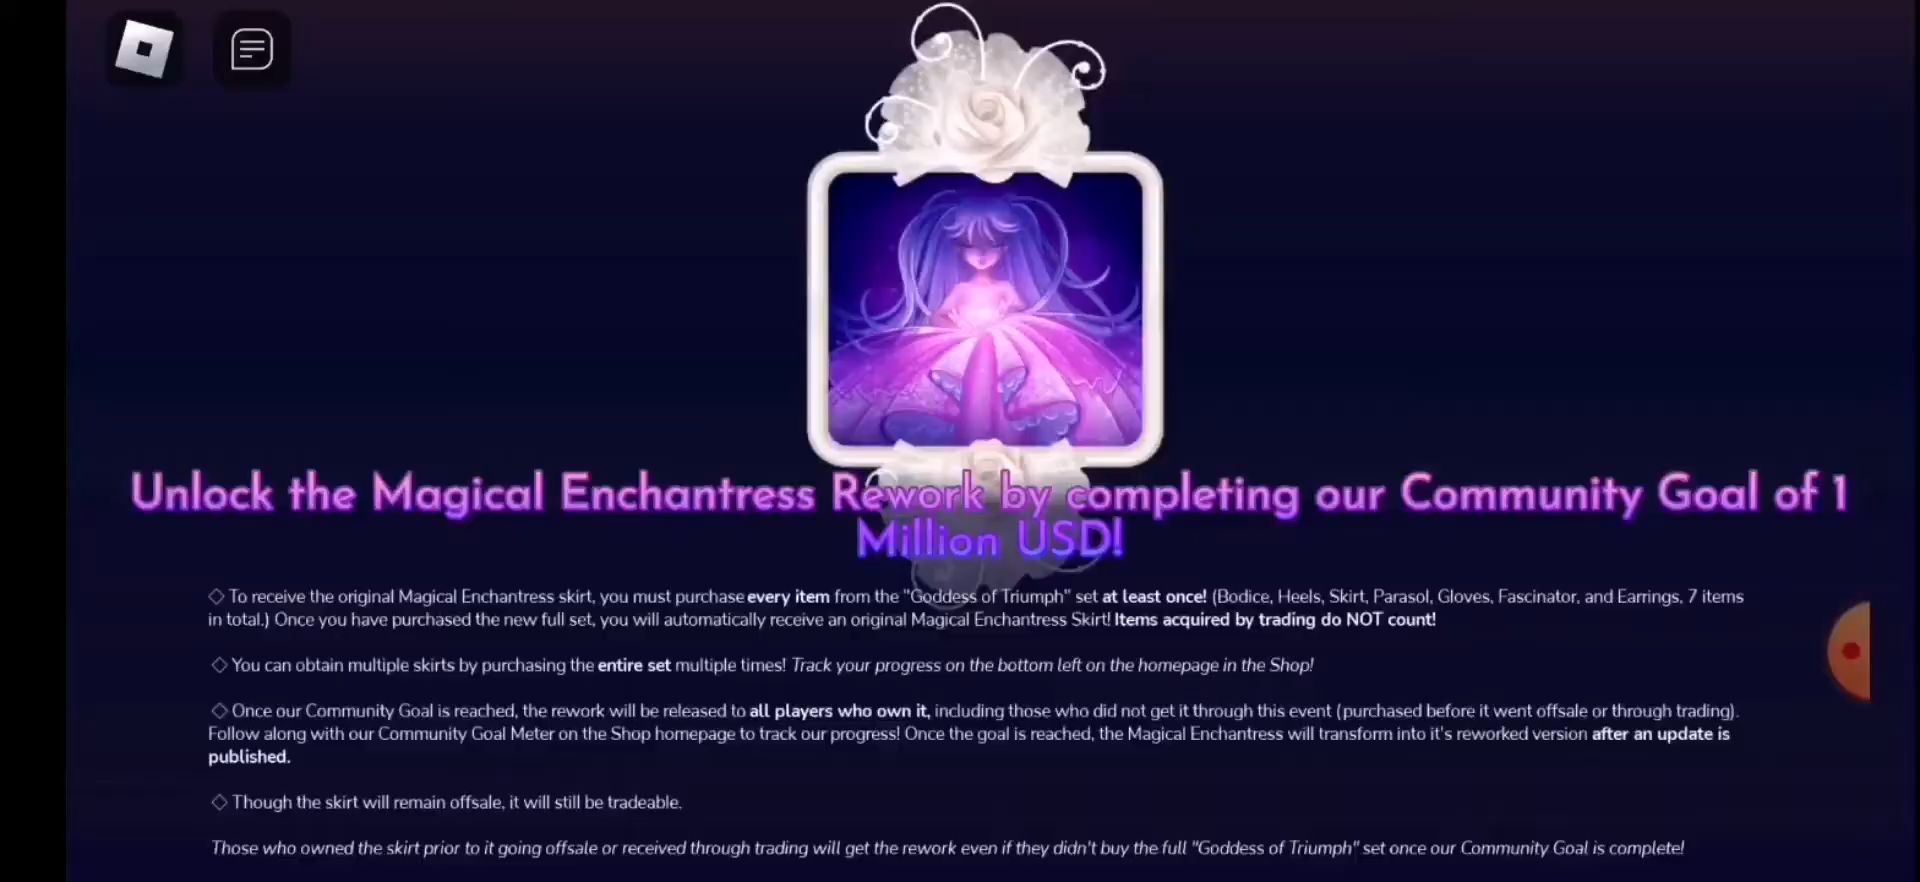 Unlock the Magical Enchantress Rework by completing our Community Goal of 1
Million USD!
◇ To receive the original Magical Enchantress skirt, you must purchase every item from the "Goddess of Triumph" set at least once! (Bodice, Heels, Skirt, Parasol, Gloves, Fascinator, and Earrings, 7 items
in total.) Once you have purchased the new full set, you will automatically receive an original Magical Enchantress Skirt! Items acquired by trading do NOT count!
◇ You can obtain multiple skirts by purchasing the entire set multiple times! Track your progress on the bottom left on the homepage in the Shop!
◇ Once our Community Goal is reached, the rework will be released to all players who own it, including those who did not get it through this event (purchased before it went offsale or through trading).
Follow along with our Community Goal Meter on the Shop homepage to track our progress! Once the goal is reached, the Magical Enchantress will transform into it's reworked version after an update is
published.
◇ Though the skirt will remain offsale, it will still be tradeable.
Those who owned the skirt prior to it going offsale or received through trading will get the rework even if they didn't buy the full "Goddess of Triumph" set once our Community Goal is complete!